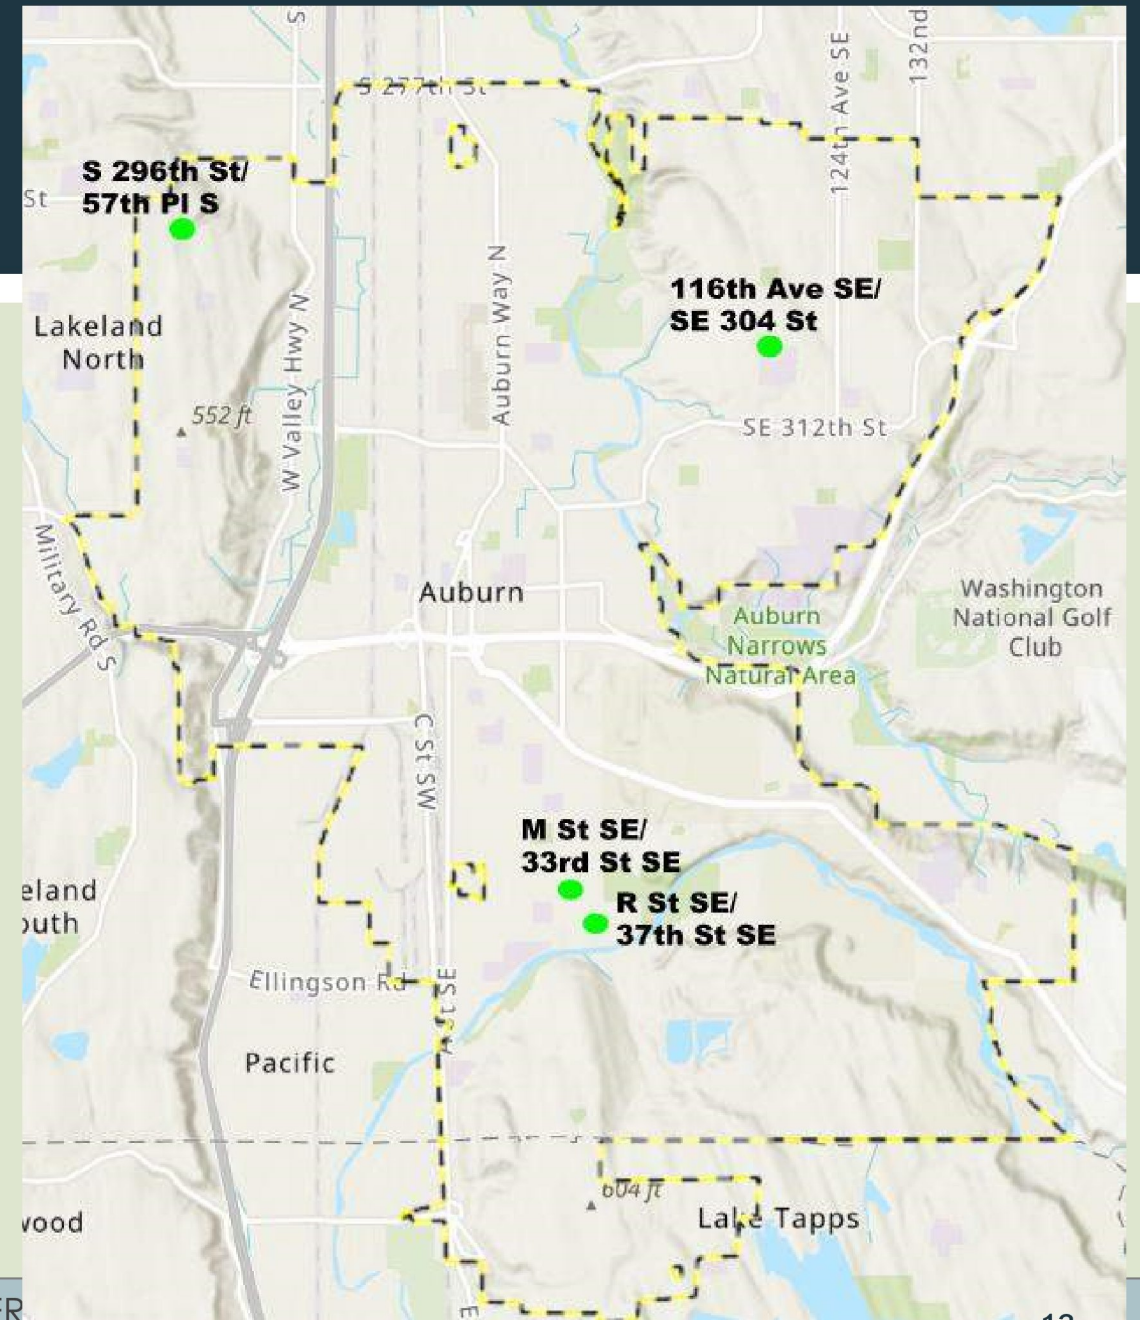 S
132nd
S 277th St
124th Ave SE
S 296th St/
57th Pl S
St
116th Ave SE/
SE 304 St
Auburn Way N
W Valley Hwy N
Lakeland
North
552 ft
SE 312th St
Military Rd S
Auburn
Washington
National Golf
Club
Auburn
Narrows
Natural Area
C St SW
M St SE/
33rd St SE
R St SE/
37th St SE
eland
outh
Ellingson Rd
A St SE
Pacific
604 ft
Lake Tapps
wood
E
FR